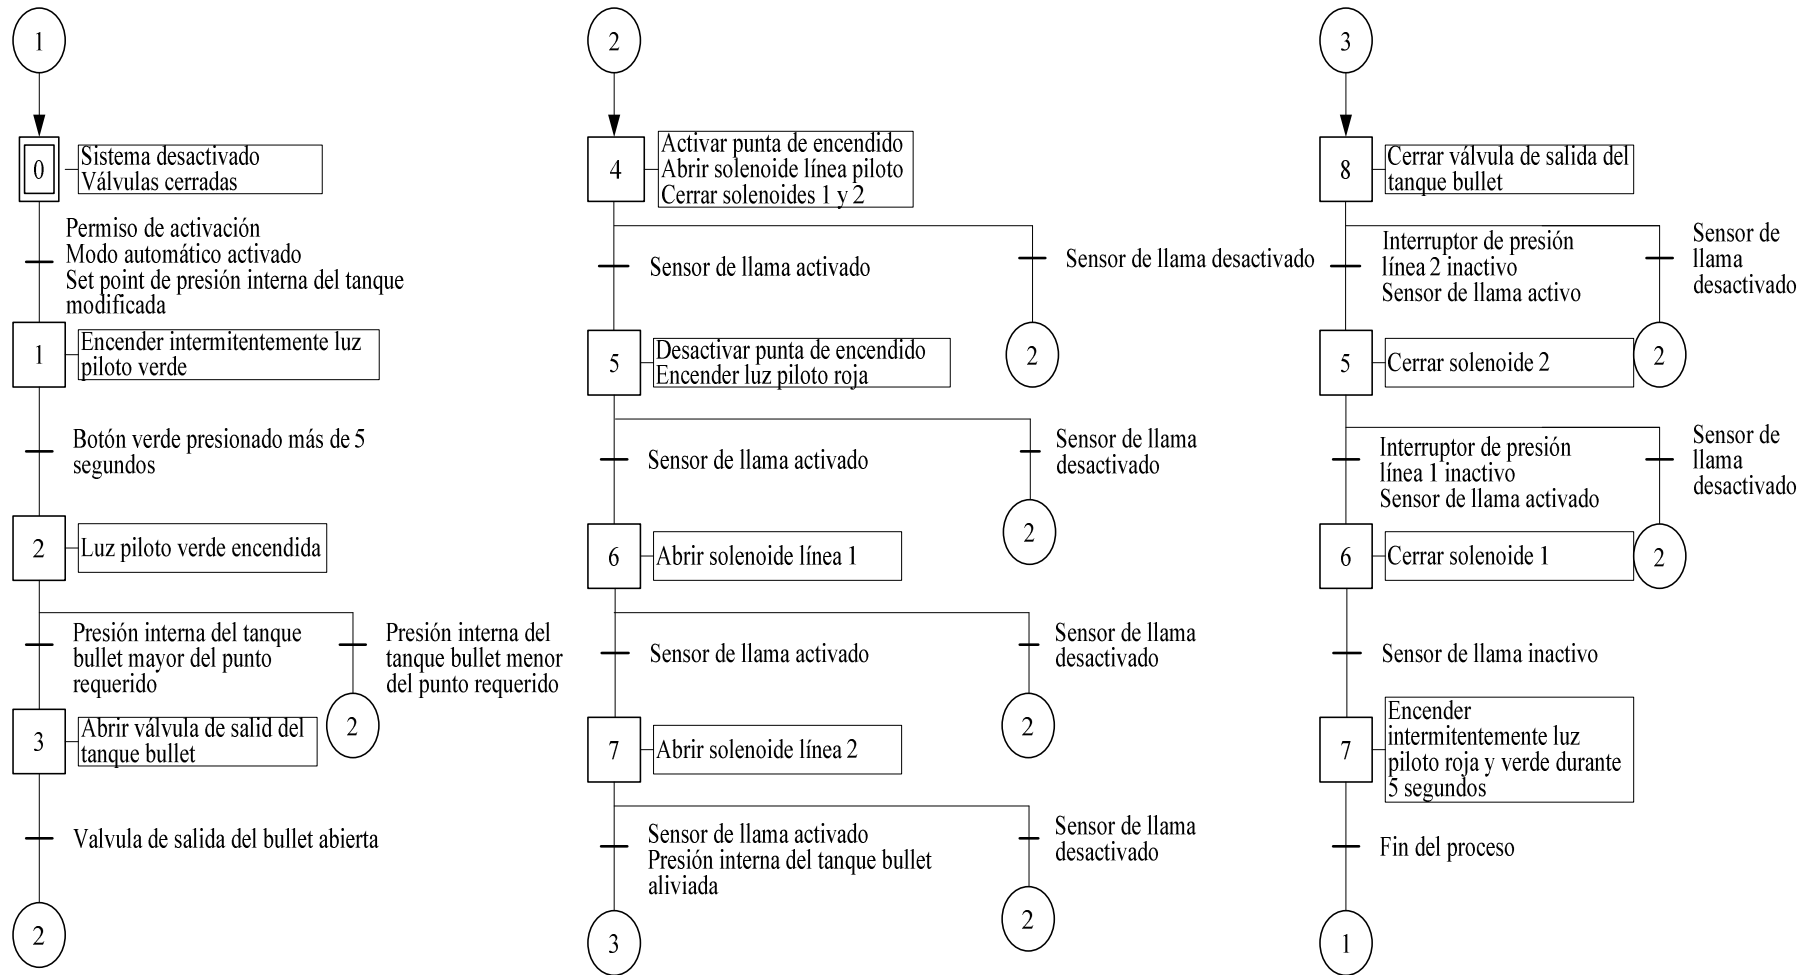 1
0
Sistema desactivado
Válvulas cerradas
Permiso de activación
Modo automático activado
Set point de presión interna del tanque
modificada
1
Encender intermitentemente luz
piloto verde
Botón verde presionado más de 5
segundos
2
Luz piloto verde encendida
Presión interna del tanque
bullet mayor del punto
requerido
Presión interna del
tanque bullet menor
del punto requerido
2
3
Abrir válvula de salid del
tanque bullet
Valvula de salida del bullet abierta
2
2
4
Activar punta de encendido
Abrir solenoide línea piloto
Cerrar solenoides 1 y 2
Sensor de llama activado
Sensor de llama desactivado
2
5
Desactivar punta de encendido
Encender luz piloto roja
Sensor de llama activado
Sensor de llama
desactivado
2
6
Abrir solenoide línea 1
Sensor de llama activado
Sensor de llama
desactivado
2
7
Abrir solenoide línea 2
Sensor de llama activado
Presión interna del tanque bullet
aliviada
Sensor de llama
desactivado
2
3
3
8
Cerrar válvula de salida del
tanque bullet
Interruptor de presión
línea 2 inactivo
Sensor de llama activo
Sensor de
llama
desactivado
2
5
Cerrar solenoide 2
Interruptor de presión
línea 1 inactivo
Sensor de llama activado
Sensor de
llama
desactivado
2
6
Cerrar solenoide 1
Sensor de llama inactivo
7
Encender
intermitentemente luz
piloto roja y verde durante
5 segundos
Fin del proceso
1